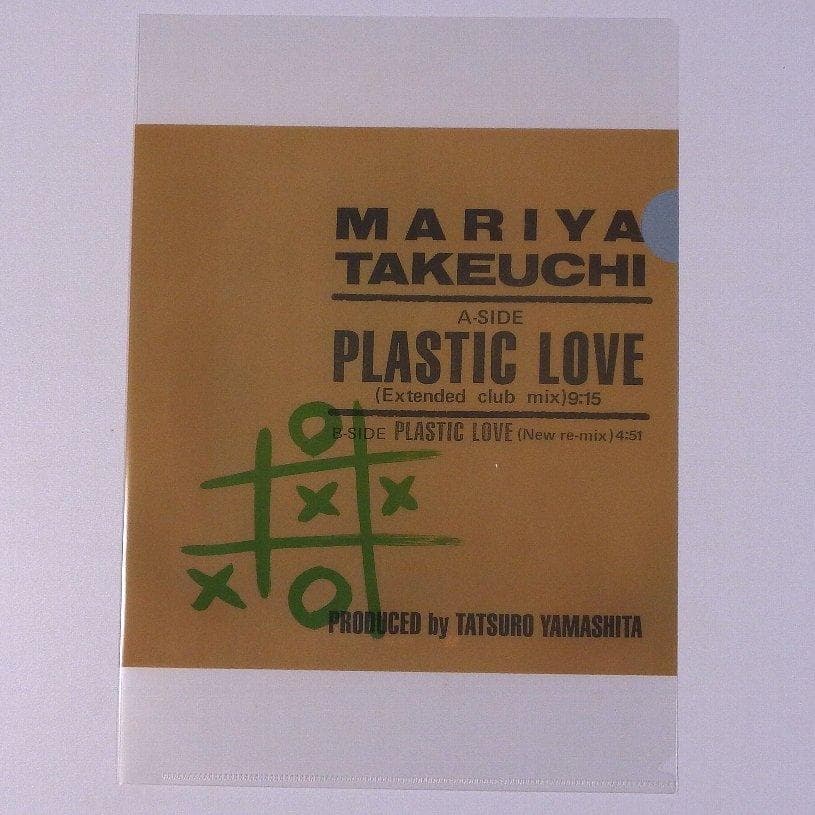 MARIYA
TAKEUCHI
A-SIDE
PLASTIC LOVE
(Extended club mix)9:15
B-SIDE PLASTIC LOVE (New re-mix)4:51
O
X X
X O
PRODUCED by TATSURO YAMASHITA